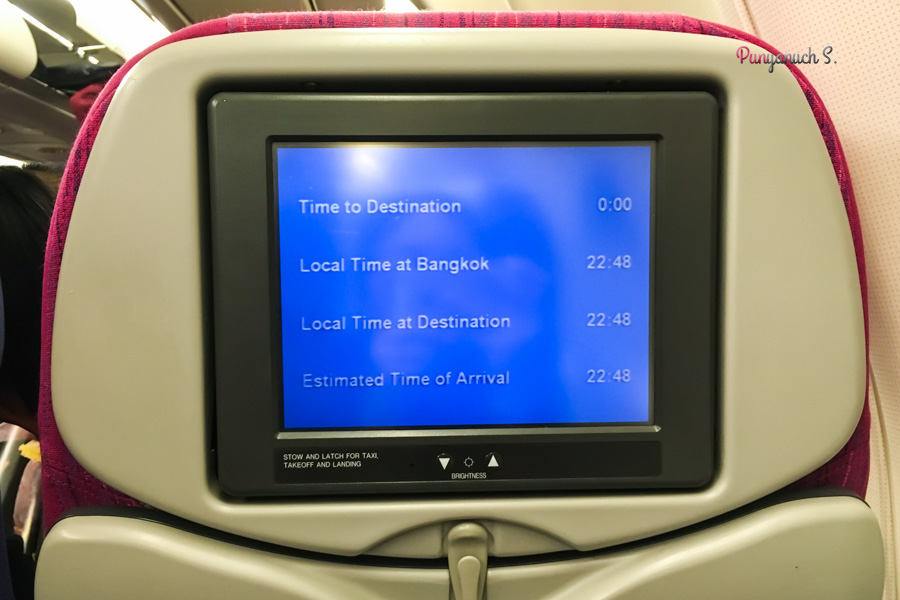 Punyanuch S.
Time to Destination 0:00
Local Time at Bangkok 22:48
Local Time at Destination 22:48
Estimated Time of Arrival 22:48
STOW AND LATCH FOR TAXI,
TAKEOFF AND LANDING
BRIGHTNESS